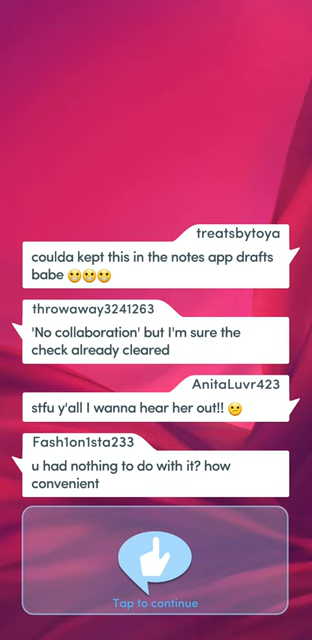 treatsbytoya
coulda kept this in the notes app drafts
babe 😬😬😬
throwaway3241263
'No collaboration' but I'm sure the
check already cleared
AnitaLuvr423
stfu y'all I wanna hear her out!! 😕
Fash1on1sta233
u had nothing to do with it? how
convenient
Tap to continue